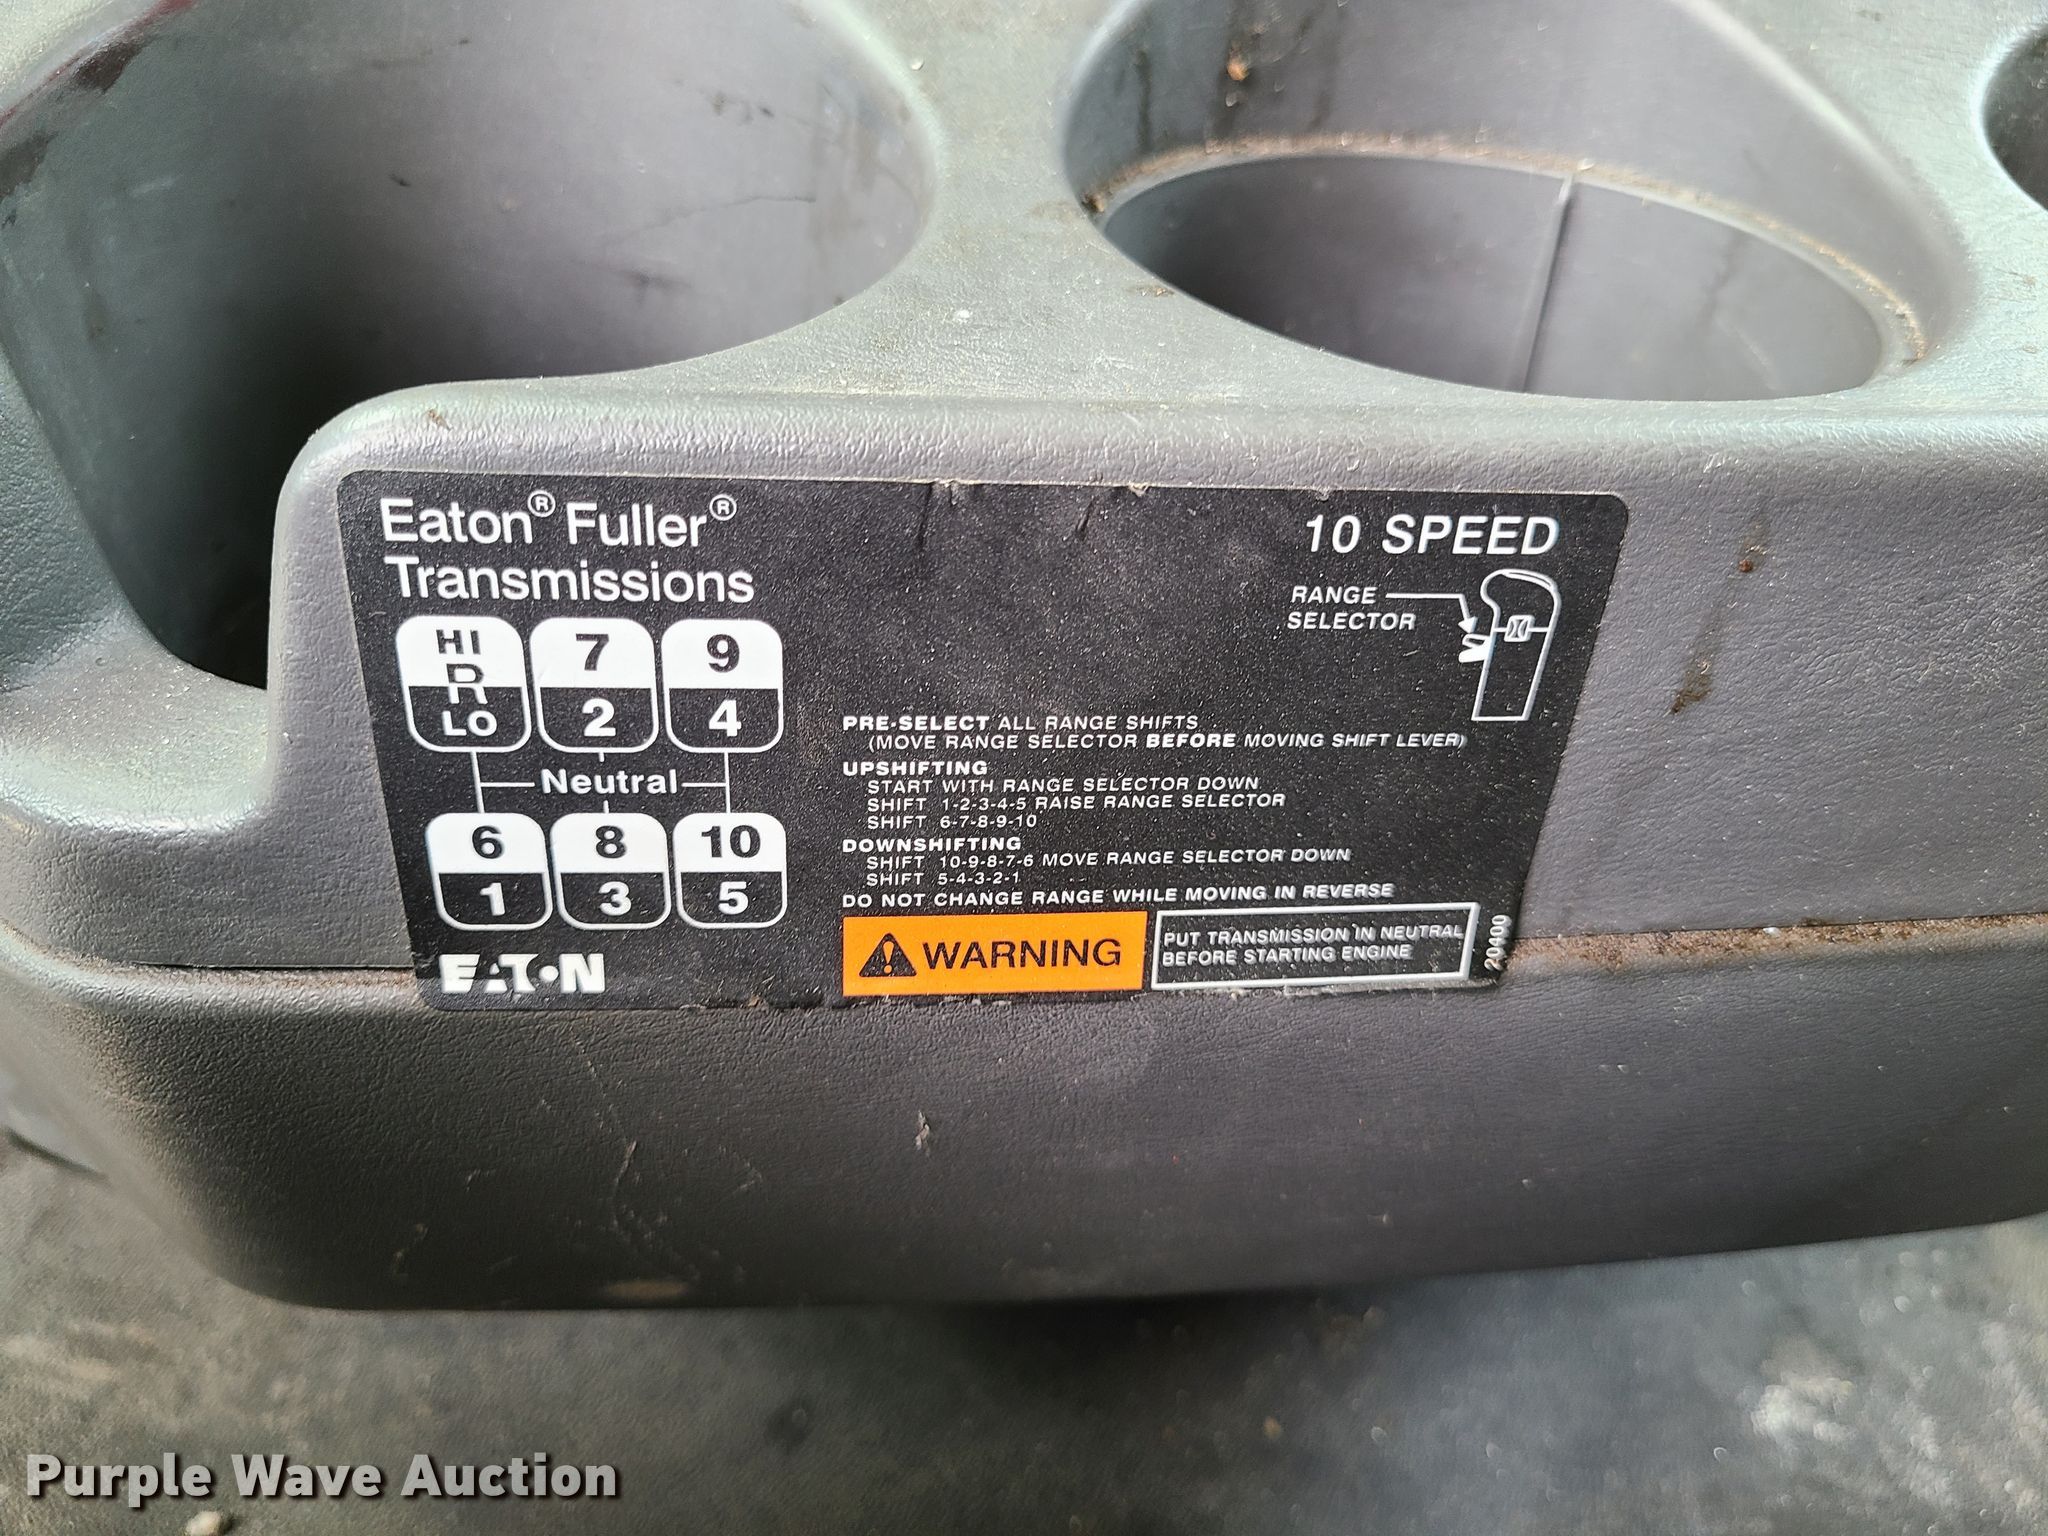 Eaton® Fuller®
Transmissions
10 SPEED
RANGE
SELECTOR
HI 7 9
R
LO 2 4
Neutral
6 8 10
1 3 5
EATON
PRE-SELECT ALL RANGE SHIFTS
(MOVE RANGE SELECTOR BEFORE MOVING SHIFT LEVER)
UPSHIFTING
START WITH RANGE SELECTOR DOWN
SHIFT 1-2-3-4-5 RAISE RANGE SELECTOR
SHIFT 6-7-8-9-10
DOWNSHIFTING
SHIFT 10-9-8-7-6 MOVE RANGE SELECTOR DOWN
SHIFT 5-4-3-2-1
DO NOT CHANGE RANGE WHILE MOVING IN REVERSE
WARNING
PUT TRANSMISSION IN NEUTRAL
BEFORE STARTING ENGINE
20400
Purple Wave Auction